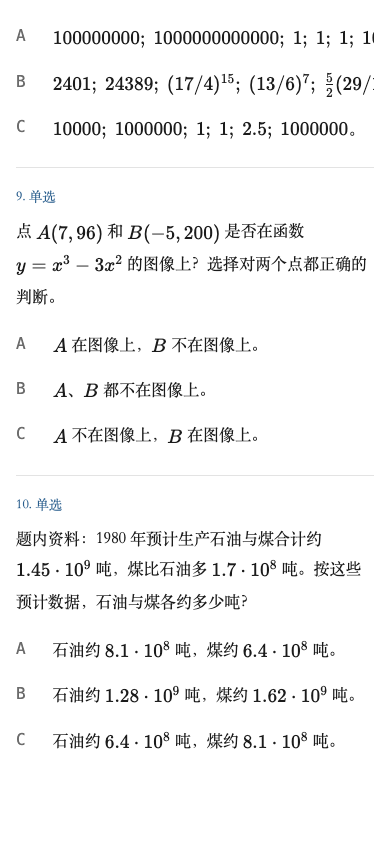 A 100000000; 1000000000000; 1; 1; 1; 1
B 2401; 24389; (17/4)¹⁵; (13/6)⁷; 5/2(29/
C 10000; 1000000; 1; 1; 2.5; 1000000。
9. 单选
点 A(7, 96) 和 B(−5, 200) 是否在函数
y = x³ − 3x² 的图像上？选择对两个点都正确的
判断。
A A 在图像上，B 不在图像上。
B A、B 都不在图像上。
C A 不在图像上，B 在图像上。
10. 单选
题内资料：1980 年预计生产石油与煤合计约
1.45 · 10⁹ 吨，煤比石油多 1.7 · 10⁸ 吨。按这些
预计数据，石油与煤各约多少吨？
A 石油约 8.1 · 10⁸ 吨，煤约 6.4 · 10⁸ 吨。
B 石油约 1.28 · 10⁹ 吨，煤约 1.62 · 10⁹ 吨。
C 石油约 6.4 · 10⁸ 吨，煤约 8.1 · 10⁸ 吨。